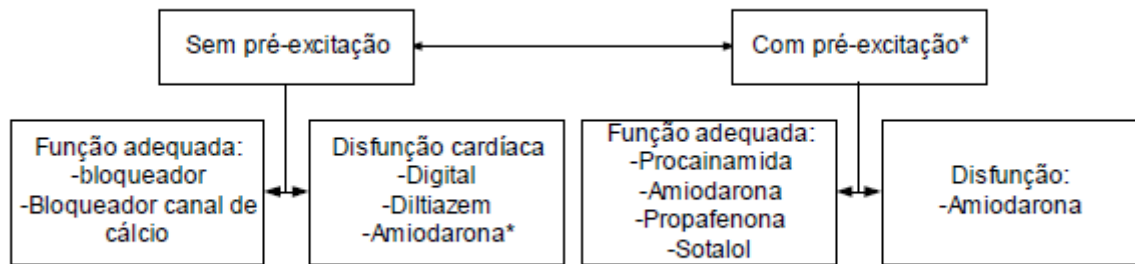 Sem pré-excitação
Com pré-excitação*
Função adequada:
-bloqueador
-Bloqueador canal de
cálcio
Disfunção cardíaca
-Digital
-Diltiazem
-Amiodarona*
Função adequada:
-Procainamida
-Amiodarona
-Propafenona
-Sotalol
Disfunção:
-Amiodarona